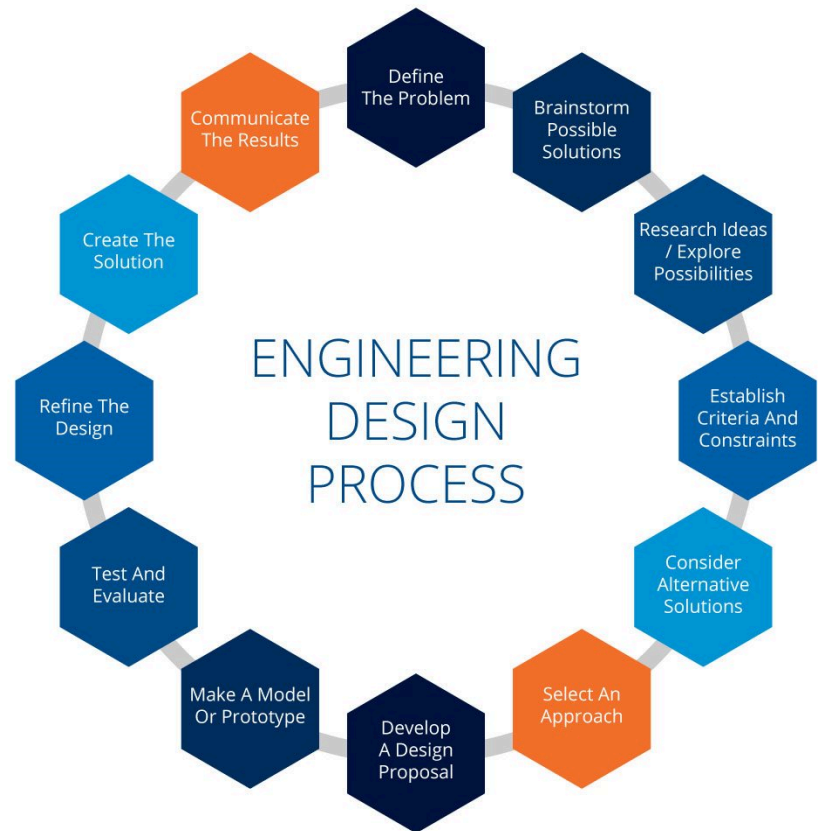 Define
The Problem
Brainstorm
Possible
Solutions
Research Ideas
/ Explore
Possibilities
Establish
Criteria And
Constraints
Consider
Alternative
Solutions
Select An
Approach
Develop
A Design
Proposal
Make A Model
Or Prototype
Test And
Evaluate
Refine The
Design
Create The
Solution
Communicate
The Results
ENGINEERING
DESIGN
PROCESS